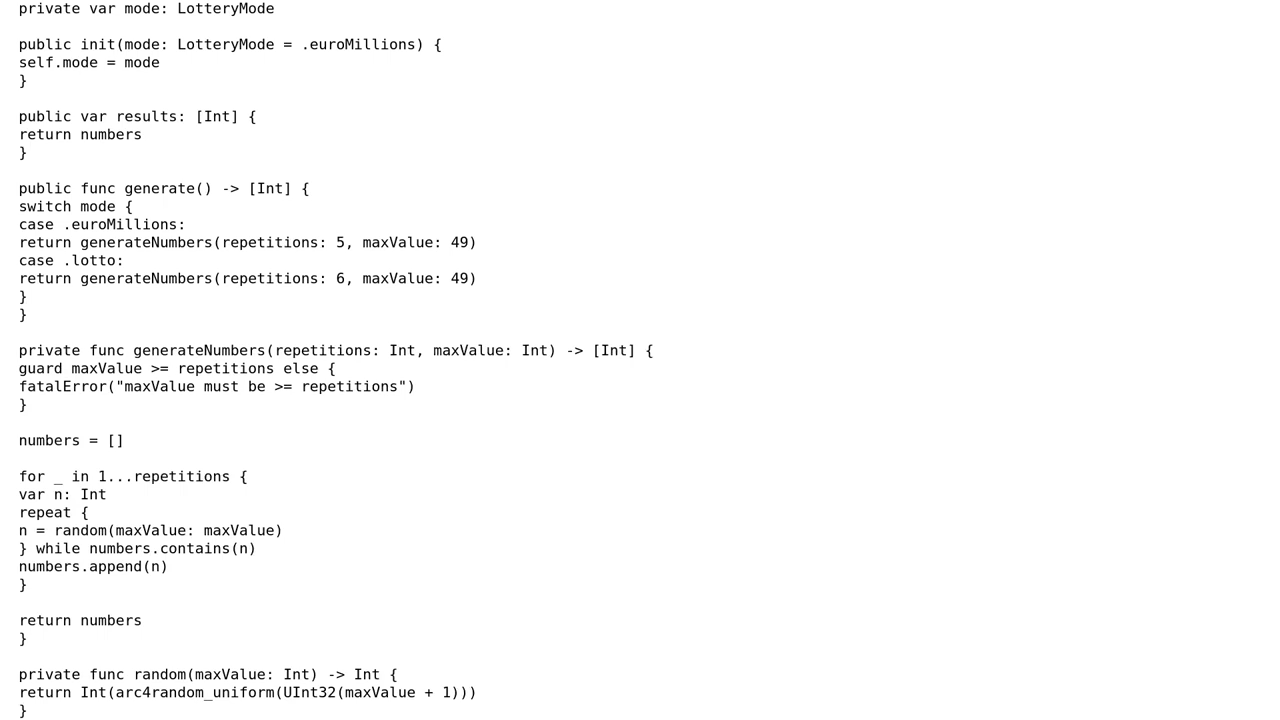 private var mode: LotteryMode
public init(mode: LotteryMode = .euroMillions) {
self.mode = mode
}
public var results: [Int] {
return numbers
}
public func generate() -> [Int] {
switch mode {
case .euroMillions:
return generateNumbers(repetitions: 5, maxValue: 49)
case .lotto:
return generateNumbers(repetitions: 6, maxValue: 49)
}
}
private func generateNumbers(repetitions: Int, maxValue: Int) -> [Int] {
guard maxValue >= repetitions else {
fatalError("maxValue must be >= repetitions")
}
numbers = []
for _ in 1...repetitions {
var n: Int
repeat {
n = random(maxValue: maxValue)
} while numbers.contains(n)
numbers.append(n)
}
return numbers
}
private func random(maxValue: Int) -> Int {
return Int(arc4random_uniform(UInt32(maxValue + 1)))
}